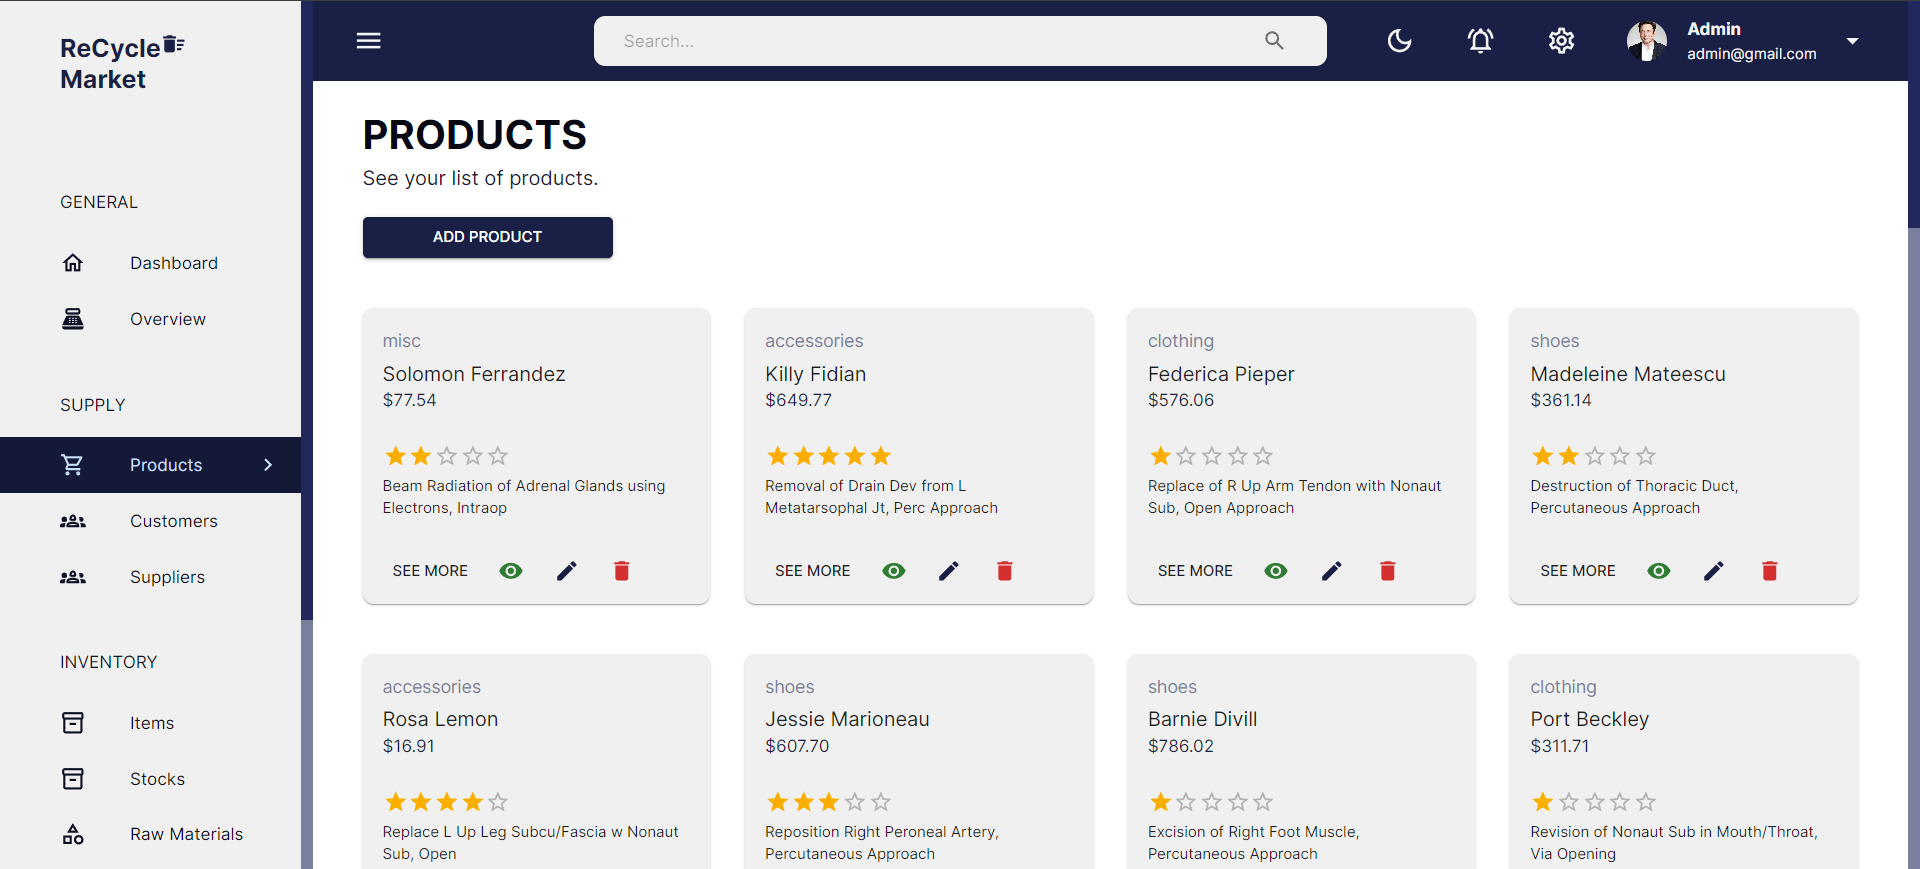 ReCycle
Market
Search...
Admin
admin@gmail.com
GENERAL
Dashboard
Overview
SUPPLY
Products
Customers
Suppliers
INVENTORY
Items
Stocks
Raw Materials
PRODUCTS
See your list of products.
ADD PRODUCT
misc
Solomon Ferrandez
$77.54
Beam Radiation of Adrenal Glands using
Electrons, Intraop
SEE MORE
accessories
Killy Fidian
$649.77
Removal of Drain Dev from L
Metatarsophal Jt, Perc Approach
SEE MORE
clothing
Federica Pieper
$576.06
Replace of R Up Arm Tendon with Nonaut
Sub, Open Approach
SEE MORE
shoes
Madeleine Mateescu
$361.14
Destruction of Thoracic Duct,
Percutaneous Approach
SEE MORE
accessories
Rosa Lemon
$16.91
Replace L Up Leg Subcu/Fascia w Nonaut
Sub, Open
shoes
Jessie Marioneau
$607.70
Reposition Right Peroneal Artery,
Percutaneous Approach
shoes
Barnie Divill
$786.02
Excision of Right Foot Muscle,
Percutaneous Approach
clothing
Port Beckley
$311.71
Revision of Nonaut Sub in Mouth/Throat,
Via Opening